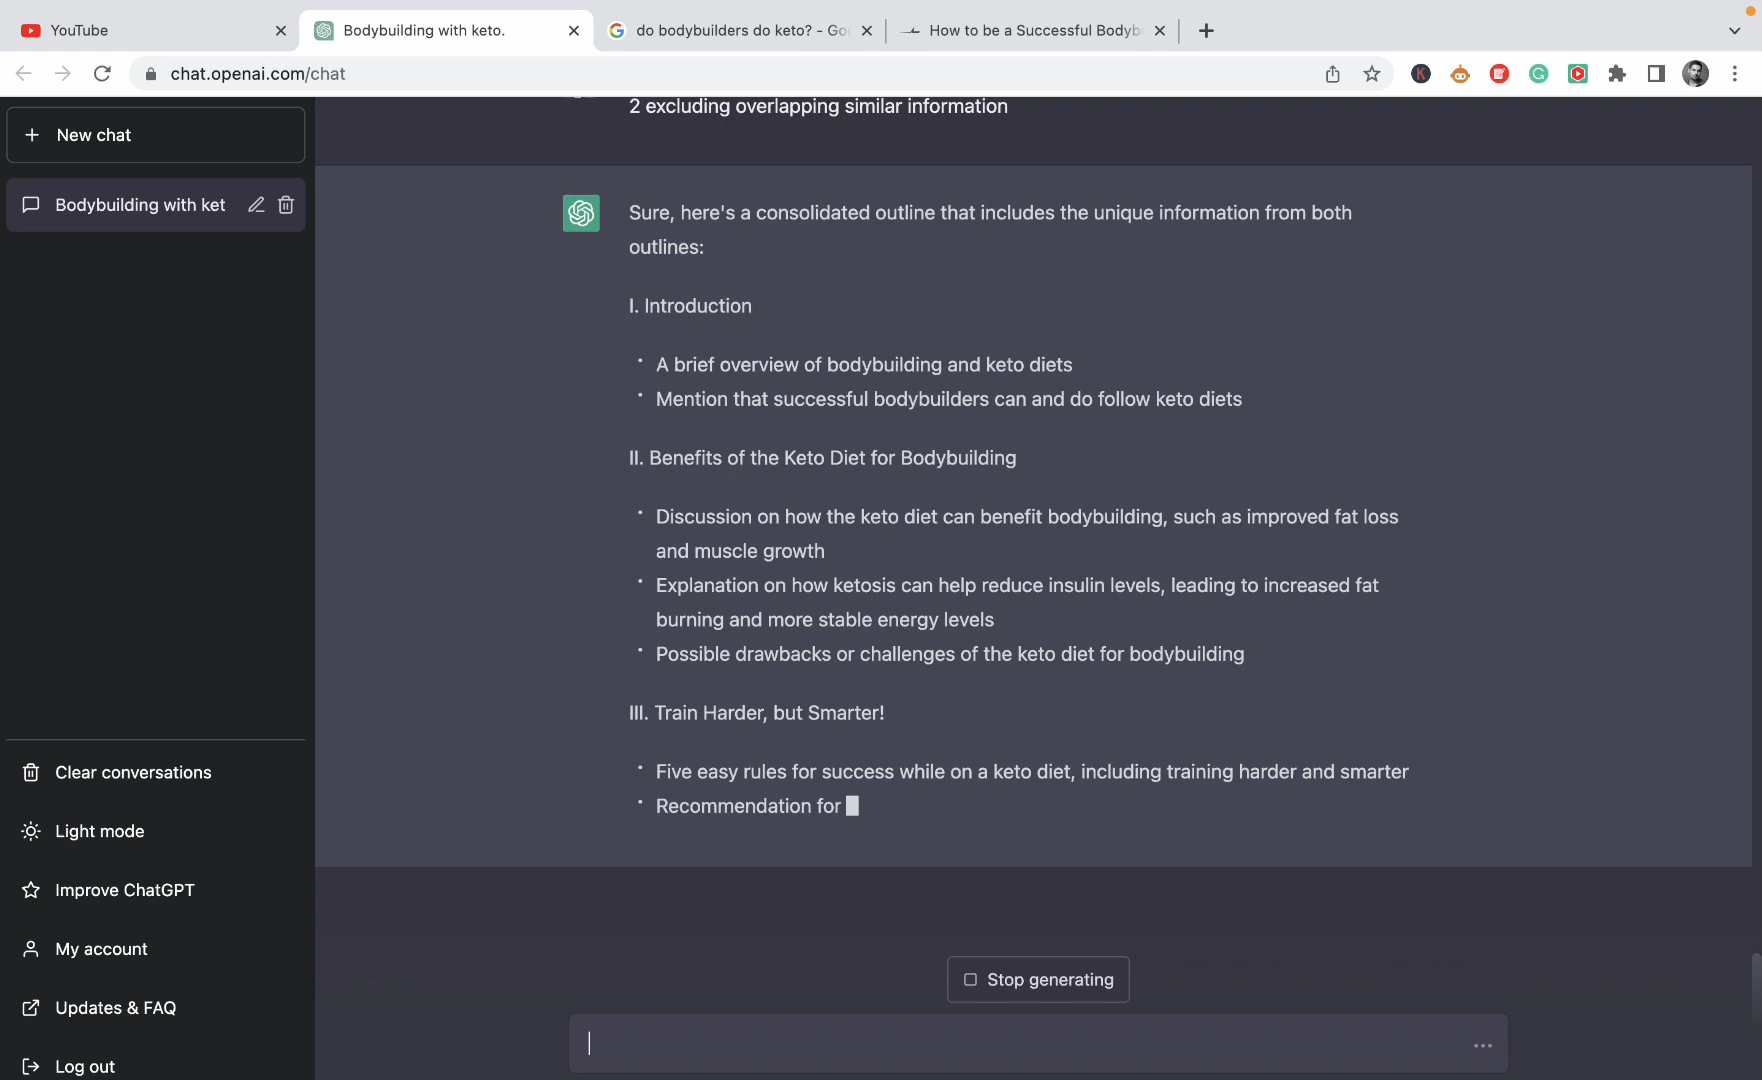 YouTube
Bodybuilding with keto.
do bodybuilders do keto? - Goo
How to be a Successful Bodyb
chat.openai.com/chat
2 excluding overlapping similar information
New chat
Bodybuilding with ket
Sure, here's a consolidated outline that includes the unique information from both
outlines:
I. Introduction
• A brief overview of bodybuilding and keto diets
• Mention that successful bodybuilders can and do follow keto diets
II. Benefits of the Keto Diet for Bodybuilding
• Discussion on how the keto diet can benefit bodybuilding, such as improved fat loss
and muscle growth
• Explanation on how ketosis can help reduce insulin levels, leading to increased fat
burning and more stable energy levels
• Possible drawbacks or challenges of the keto diet for bodybuilding
III. Train Harder, but Smarter!
• Five easy rules for success while on a keto diet, including training harder and smarter
• Recommendation for
Clear conversations
Light mode
Improve ChatGPT
My account
Updates & FAQ
Log out
Stop generating